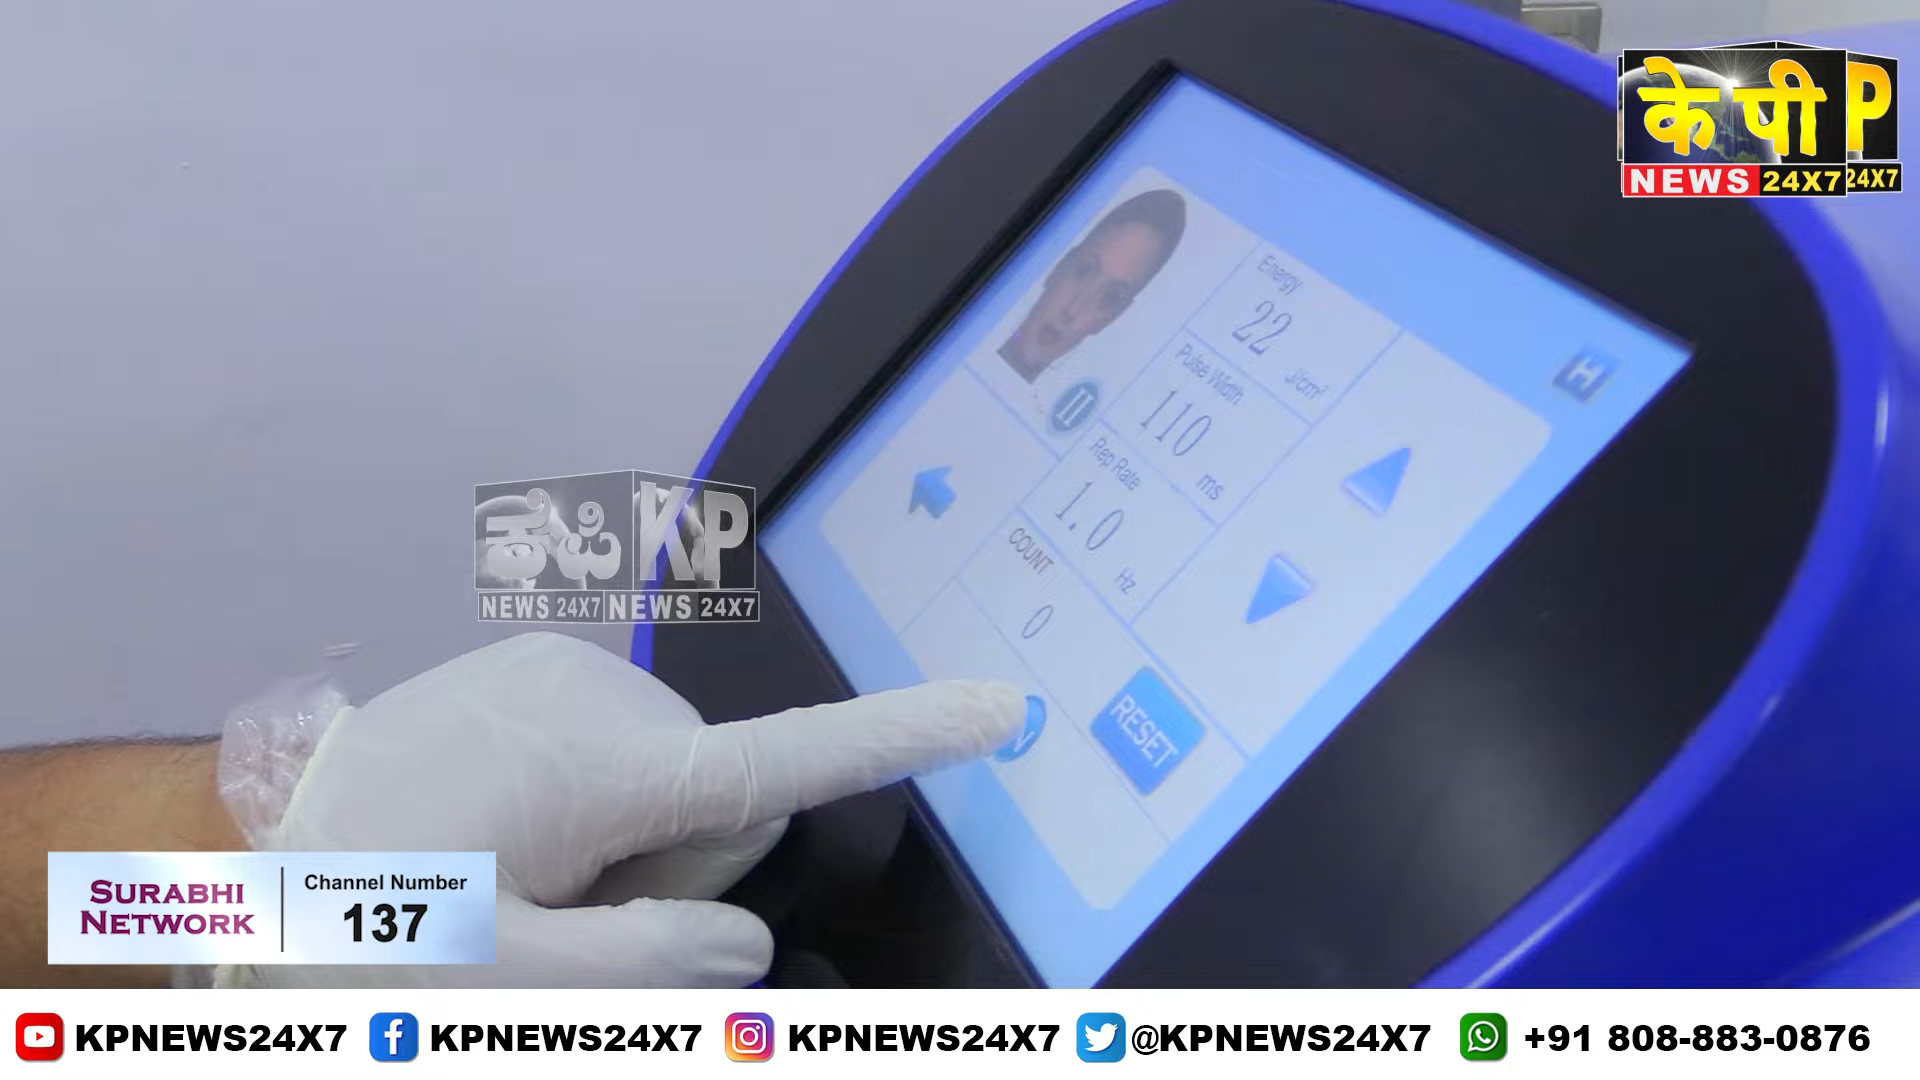 के पी P
NEWS 24X7 24X7
Energy
22
J/cm²
Pulse Width
110
ms
H
II
Rep Rate
1.0
Hz
COUNT
0
RESET
ಕೆಪಿ KP
NEWS 24X7 NEWS 24X7
SURABHI
NETWORK
Channel Number
137
KPNEWS24X7 KPNEWS24X7 KPNEWS24X7 @KPNEWS24X7 +91 808-883-0876